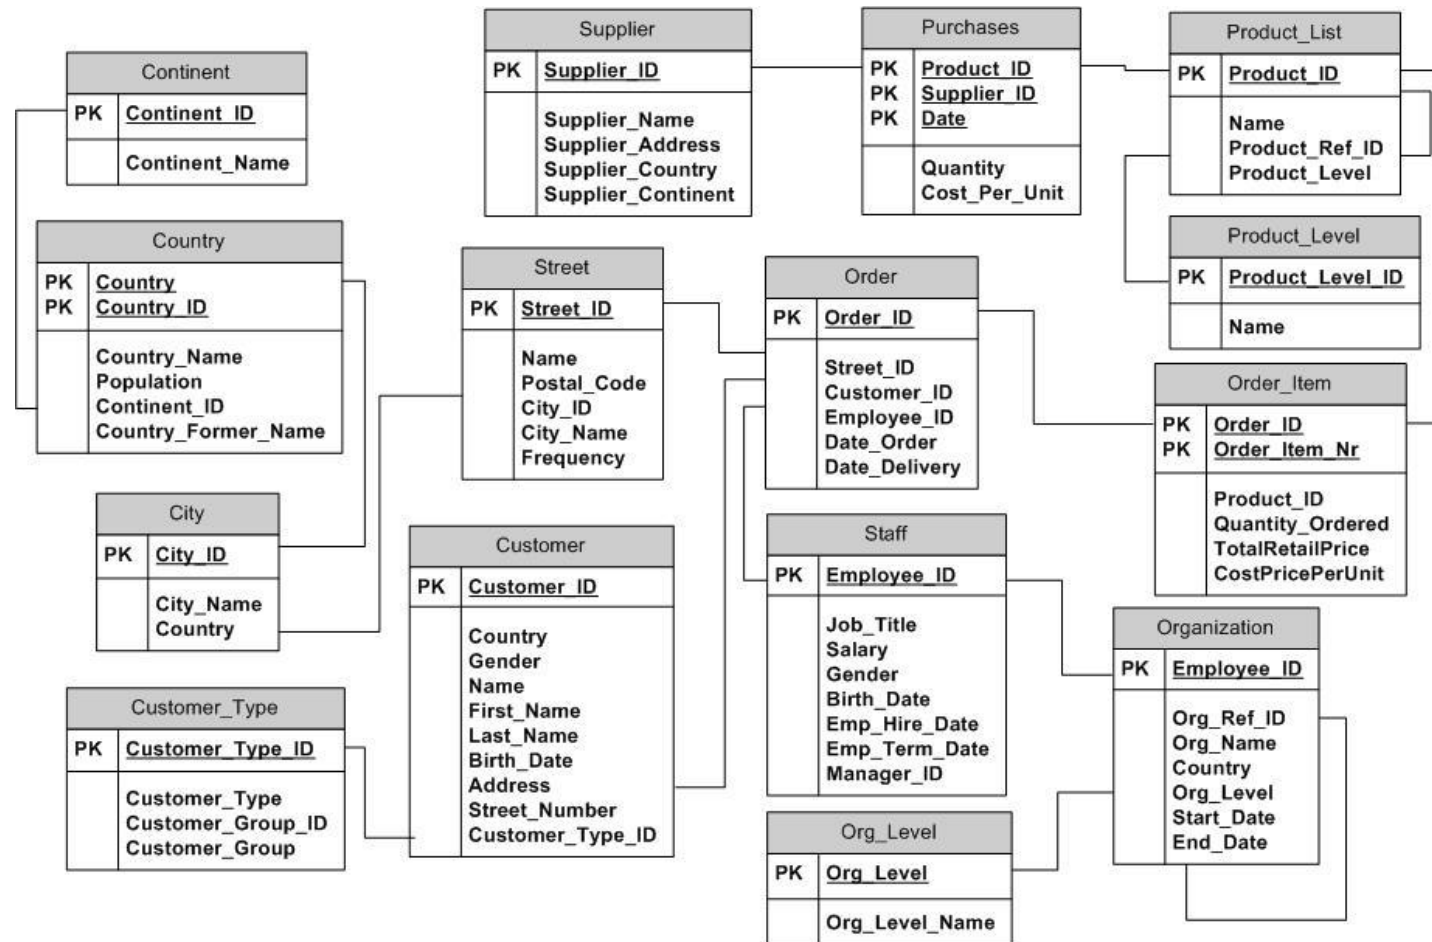 Continent
PK Continent_ID
Continent_Name
Supplier
PK Supplier_ID
Supplier_Name
Supplier_Address
Supplier_Country
Supplier_Continent
Purchases
PK Product_ID
PK Supplier_ID
PK Date
Quantity
Cost_Per_Unit
Product_List
PK Product_ID
Name
Product_Ref_ID
Product_Level
Country
PK Country
PK Country_ID
Country_Name
Population
Continent_ID
Country_Former_Name
Street
PK Street_ID
Name
Postal_Code
City_ID
City_Name
Frequency
Order
PK Order_ID
Street_ID
Customer_ID
Employee_ID
Date_Order
Date_Delivery
Product_Level
PK Product_Level_ID
Name
Order_Item
PK Order_ID
PK Order_Item_Nr
Product_ID
Quantity_Ordered
TotalRetailPrice
CostPricePerUnit
City
PK City_ID
City_Name
Country
Customer
PK Customer_ID
Country
Gender
Name
First_Name
Last_Name
Birth_Date
Address
Street_Number
Customer_Type_ID
Staff
PK Employee_ID
Job_Title
Salary
Gender
Birth_Date
Emp_Hire_Date
Emp_Term_Date
Manager_ID
Organization
PK Employee_ID
Org_Ref_ID
Org_Name
Country
Org_Level
Start_Date
End_Date
Customer_Type
PK Customer_Type_ID
Customer_Type
Customer_Group_ID
Customer_Group
Org_Level
PK Org_Level
Org_Level_Name